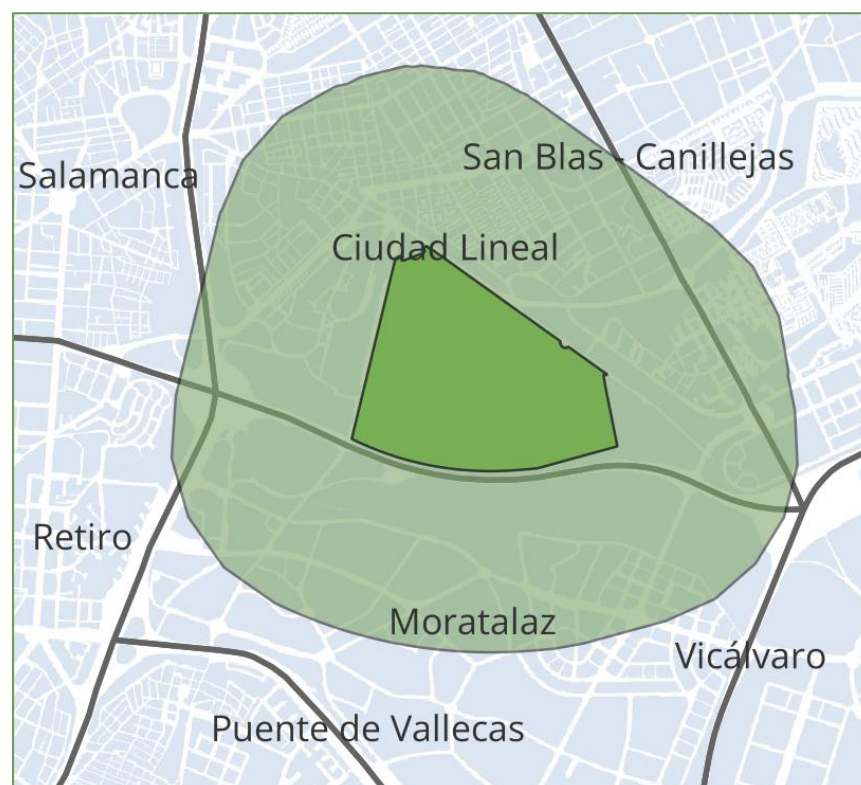 San Blas - Canillejas
Salamanca
Ciudad Lineal
Retiro
Moratalaz
Vicálvaro
Puente de Vallecas